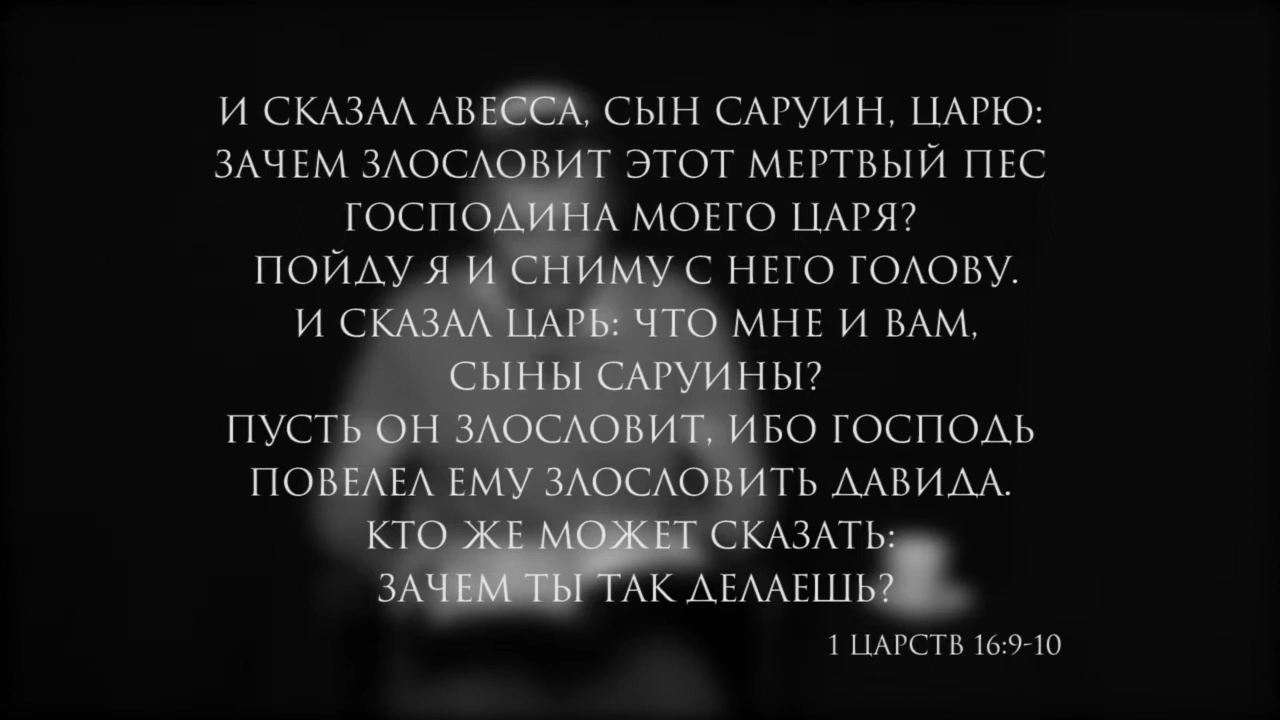 И СКАЗАЛ АВЕССА, СЫН САРУИН, ЦАРЮ:
ЗАЧЕМ ЗЛОСЛОВИТ ЭТОТ МЕРТВЫЙ ПЕС
ГОСПОДИНА МОЕГО ЦАРЯ?
ПОЙДУ Я И СНИМУ С НЕГО ГОЛОВУ.
И СКАЗАЛ ЦАРЬ: ЧТО МНЕ И ВАМ,
СЫНЫ САРУИНЫ?
ПУСТЬ ОН ЗЛОСЛОВИТ, ИБО ГОСПОДЬ
ПОВЕЛЕЛ ЕМУ ЗЛОСЛОВИТЬ ДАВИДА.
КТО ЖЕ МОЖЕТ СКАЗАТЬ:
ЗАЧЕМ ТЫ ТАК ДЕЛАЕШЬ?
1 ЦАРСТВ 16:9-10